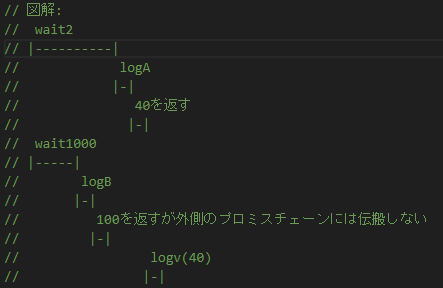 // 図解:
//  wait2
// |----------|
//            logA
//           |-|
//             40を返す
//            |-|
//  wait1000
// |-----|
//       logB
//      |-|
//        100を返すが外側のプロミスチェーンには伝搬しない
//       |-|
//               logv(40)
//              |-|